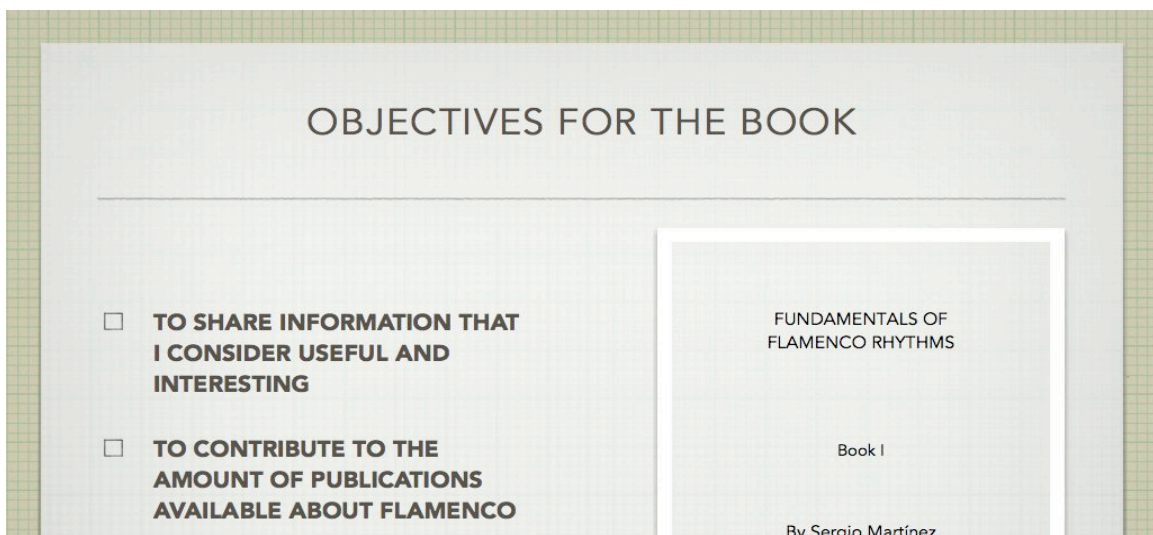 OBJECTIVES FOR THE BOOK
TO SHARE INFORMATION THAT
I CONSIDER USEFUL AND
INTERESTING
TO CONTRIBUTE TO THE
AMOUNT OF PUBLICATIONS
AVAILABLE ABOUT FLAMENCO
FUNDAMENTALS OF
FLAMENCO RHYTHMS
Book I
By Sergio Martínez